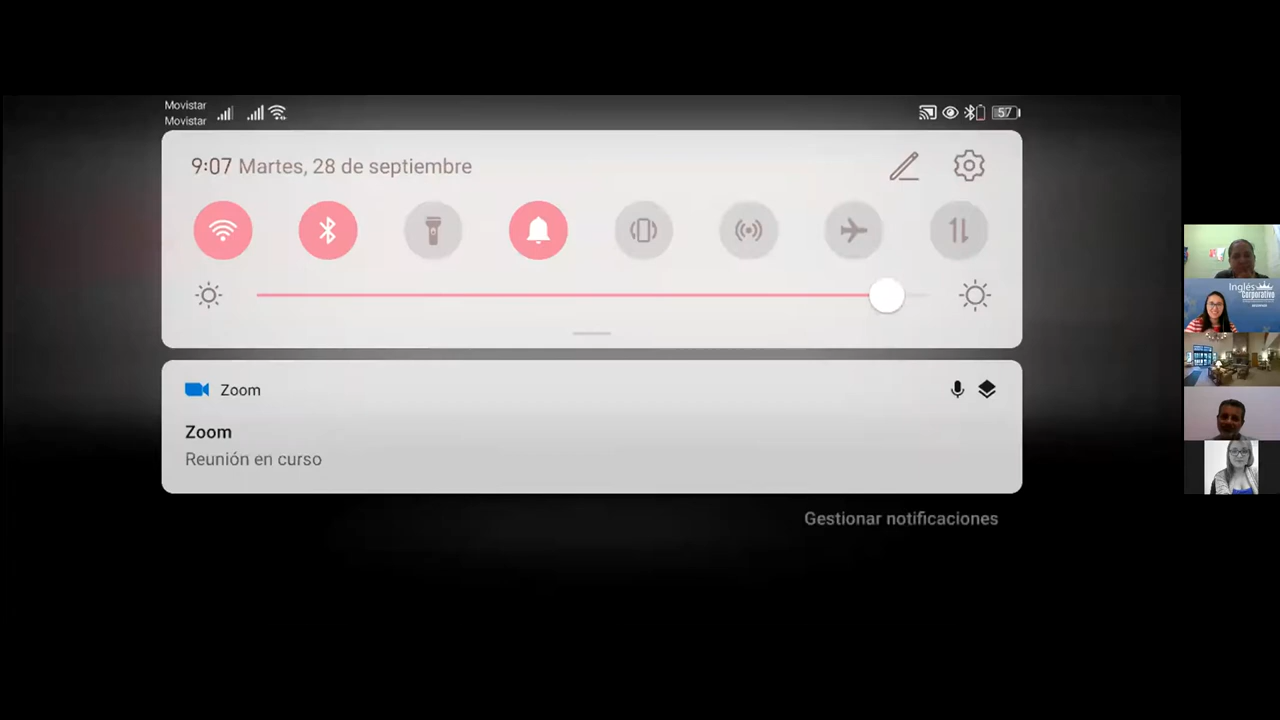 Movistar
Movistar
57
9:07 Martes, 28 de septiembre
Zoom
Zoom
Reunión en curso
Gestionar notificaciones
Inglés
Corporativo